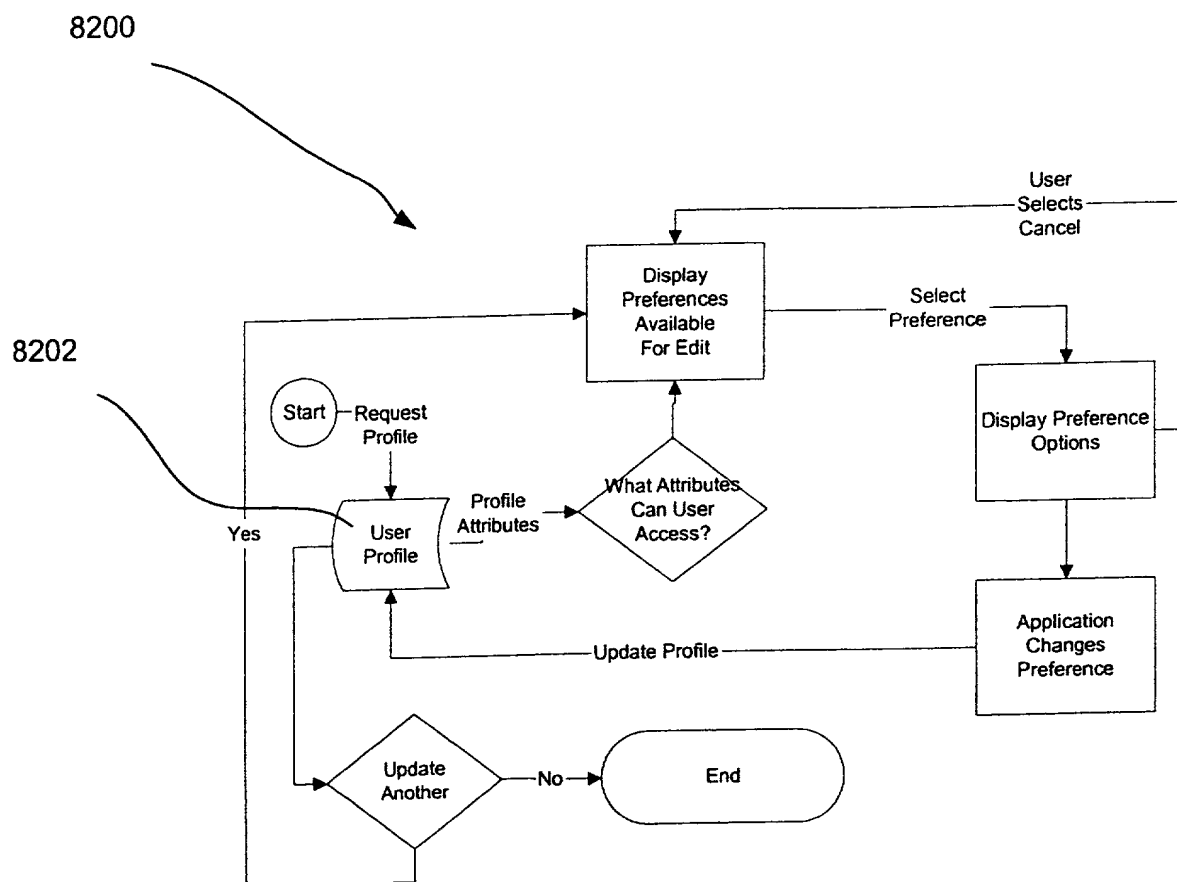 8200
User
Selects
Cancel
Display
Preferences
Available
For Edit
Select
Preference
8202
Start
Request
Profile
Display Preference
Options
What Attributes
Can User
Access?
Profile
Attributes
User
Profile
Yes
Application
Changes
Preference
Update Profile
Update
Another
No
End